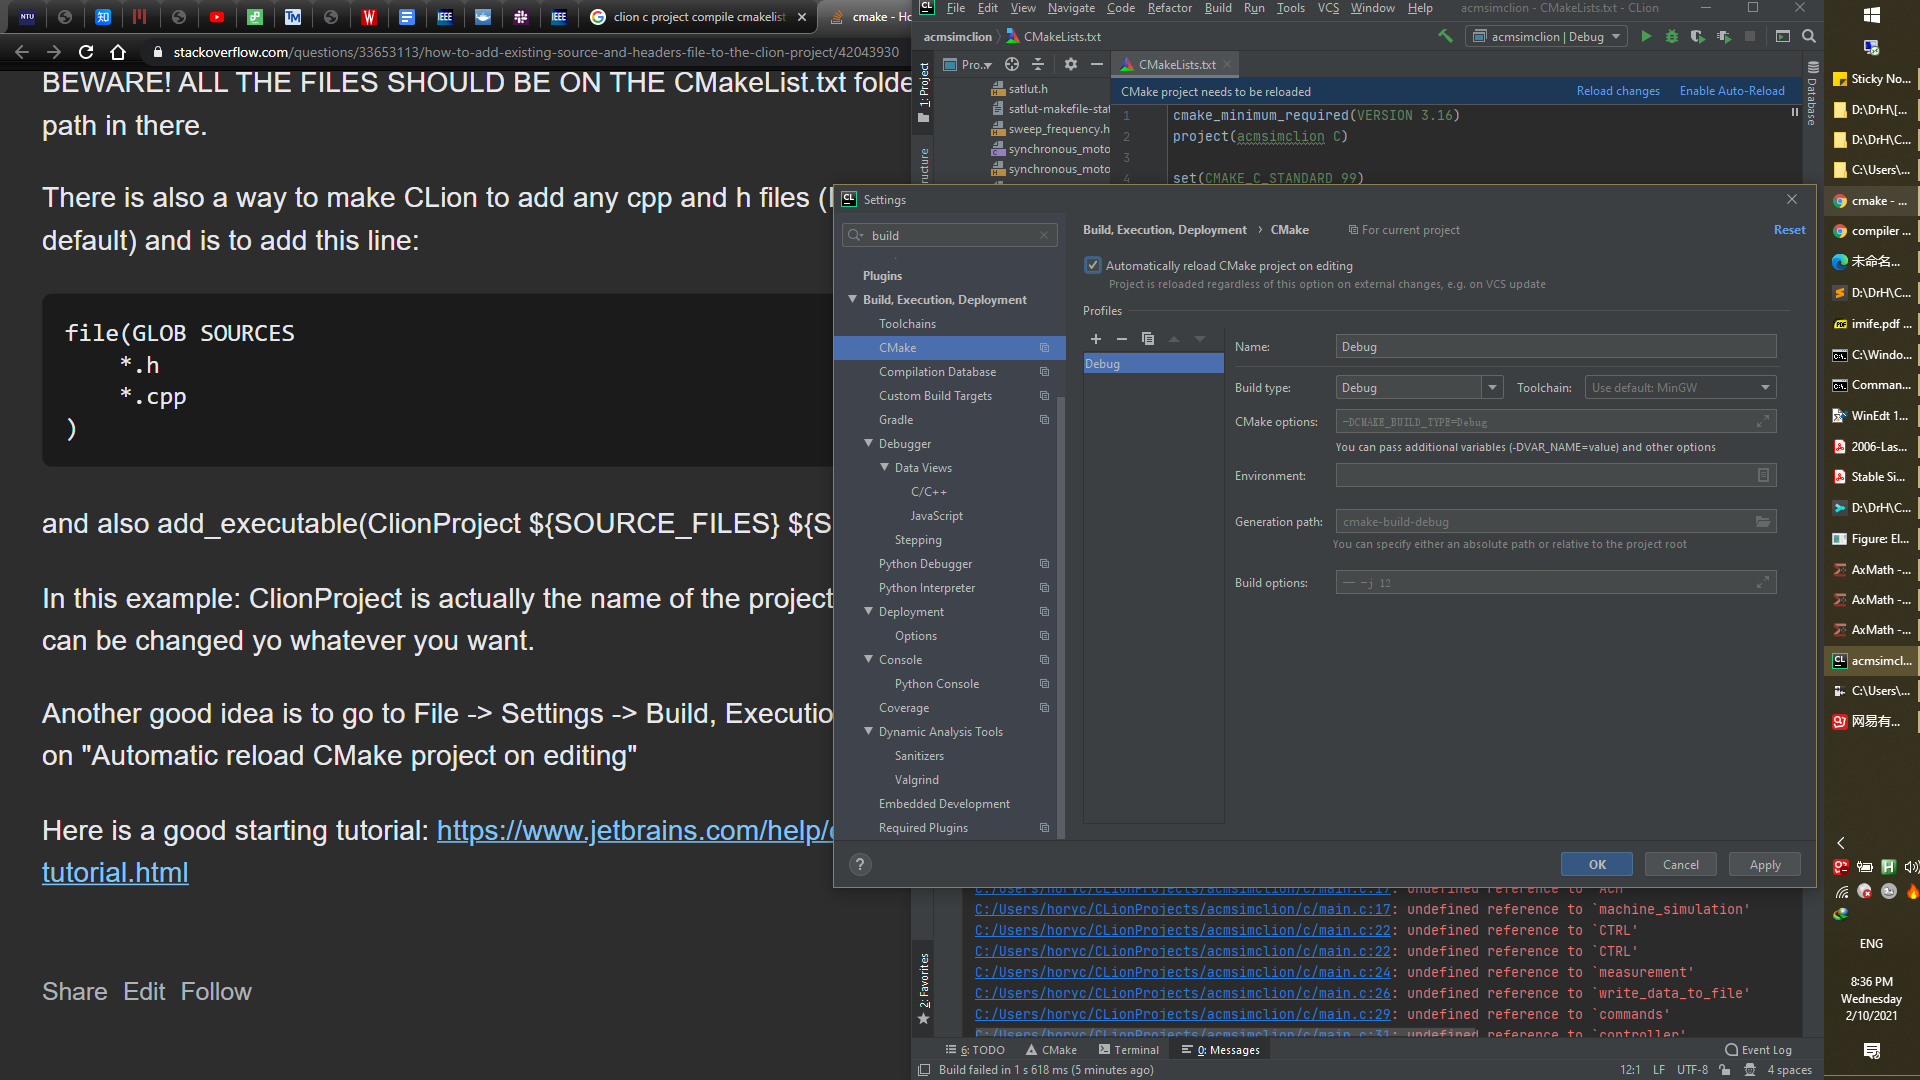 clion c project compile cmakelist
cmake - Ho
stackoverflow.com/questions/33653113/how-to-add-existing-source-and-headers-file-to-the-clion-project/42043930
BEWARE! ALL THE FILES SHOULD BE ON THE CMakeList.txt folde
path in there.
There is also a way to make CLion to add any cpp and h files (I
default) and is to add this line:
file(GLOB SOURCES
*.h
*.cpp
)
and also add_executable(ClionProject ${SOURCE_FILES} ${S
In this example: ClionProject is actually the name of the project
can be changed yo whatever you want.
Another good idea is to go to File -> Settings -> Build, Executio
on "Automatic reload CMake project on editing"
Here is a good starting tutorial: https://www.jetbrains.com/help/c
tutorial.html
Share Edit Follow
File Edit View Navigate Code Refactor Build Run Tools VCS Window Help
acmsimclion - CMakeLists.txt - CLion
acmsimclion CMakeLists.txt
acmsimclion | Debug
1: Project
Pro..
CMakeLists.txt
Database
satlut.h
satlut-makefile-stat
sweep_frequency.h
synchronous_moto
synchronous_moto
CMake project needs to be reloaded
Reload changes Enable Auto-Reload
1 cmake_minimum_required(VERSION 3.16)
2 project(acmsimclion C)
3
4 set(CMAKE_C_STANDARD 99)
Settings
build
Plugins
Build, Execution, Deployment
Toolchains
CMake
Compilation Database
Custom Build Targets
Gradle
Debugger
Data Views
C/C++
JavaScript
Stepping
Python Debugger
Python Interpreter
Deployment
Options
Console
Python Console
Coverage
Dynamic Analysis Tools
Sanitizers
Valgrind
Embedded Development
Required Plugins
Build, Execution, Deployment › CMake For current project
Reset
Automatically reload CMake project on editing
Project is reloaded regardless of this option on external changes, e.g. on VCS update
Profiles
Debug
Name: Debug
Build type: Debug Toolchain: Use default: MinGW
CMake options: -DCMAKE_BUILD_TYPE=Debug
You can pass additional variables (-DVAR_NAME=value) and other options
Environment:
Generation path: cmake-build-debug
You can specify either an absolute path or relative to the project root
Build options: -- -j 12
? OK Cancel Apply
C:/Users/horyc/CLionProjects/acmsimclion/c/main.c:17: undefined reference to `ACM'
C:/Users/horyc/CLionProjects/acmsimclion/c/main.c:17: undefined reference to `machine_simulation'
C:/Users/horyc/CLionProjects/acmsimclion/c/main.c:22: undefined reference to `CTRL'
C:/Users/horyc/CLionProjects/acmsimclion/c/main.c:22: undefined reference to `CTRL'
C:/Users/horyc/CLionProjects/acmsimclion/c/main.c:24: undefined reference to `measurement'
C:/Users/horyc/CLionProjects/acmsimclion/c/main.c:26: undefined reference to `write_data_to_file'
C:/Users/horyc/CLionProjects/acmsimclion/c/main.c:29: undefined reference to `commands'
C:/Users/horyc/CLionProjects/acmsimclion/c/main.c:31: undefined reference to `controller'
2: Favorites
6: TODO CMake Terminal 0: Messages Event Log
Build failed in 1 s 618 ms (5 minutes ago)
12:1 LF UTF-8 4 spaces
Sticky No...
D:\DrH\[...
D:\DrH\C...
C:\Users\...
cmake - ...
compiler ...
未命名...
D:\DrH\C...
imife.pdf ...
C:\Windo...
Comman...
WinEdt 1...
2006-Las...
Stable Si...
D:\DrH\C...
Figure: El...
AxMath -...
AxMath -...
AxMath -...
acmsimcl...
C:\Users\...
网易有...
ENG
8:36 PM
Wednesday
2/10/2021